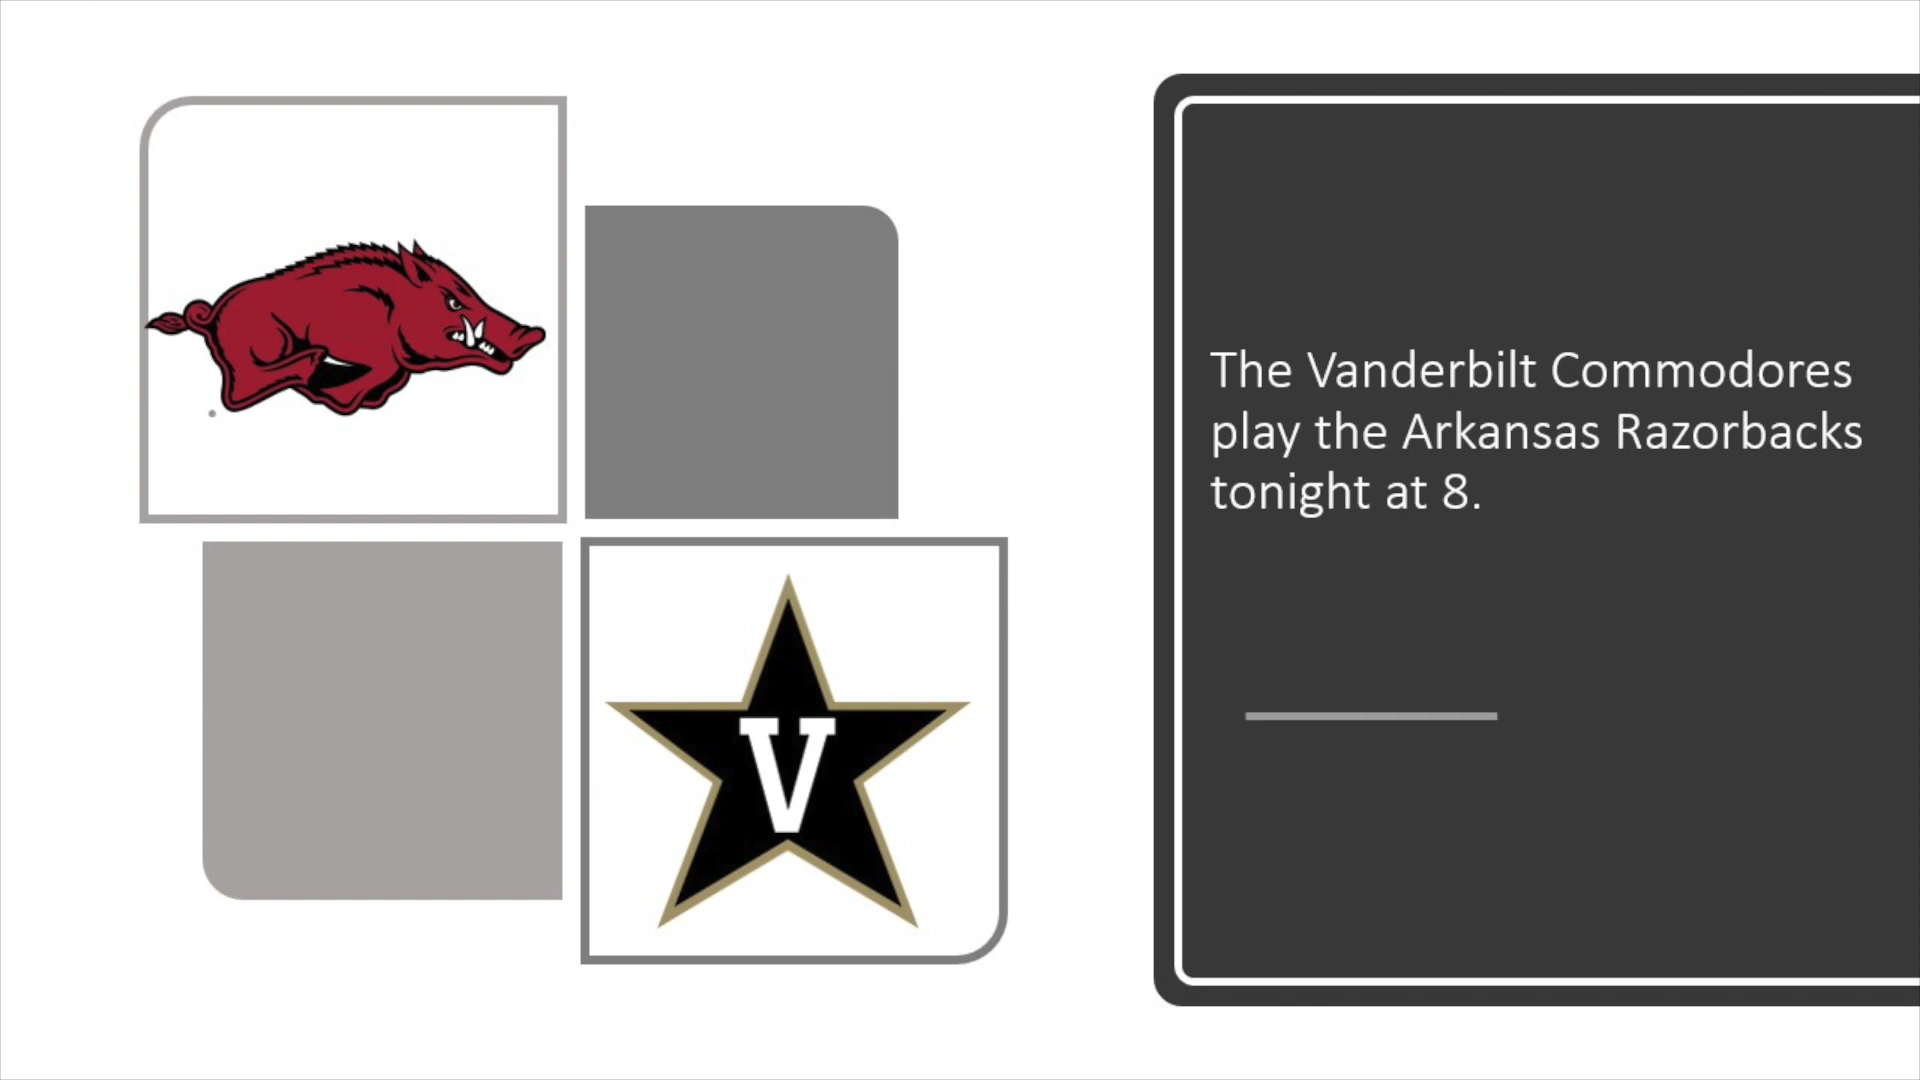 The Vanderbilt Commodores
play the Arkansas Razorbacks
tonight at 8.
V